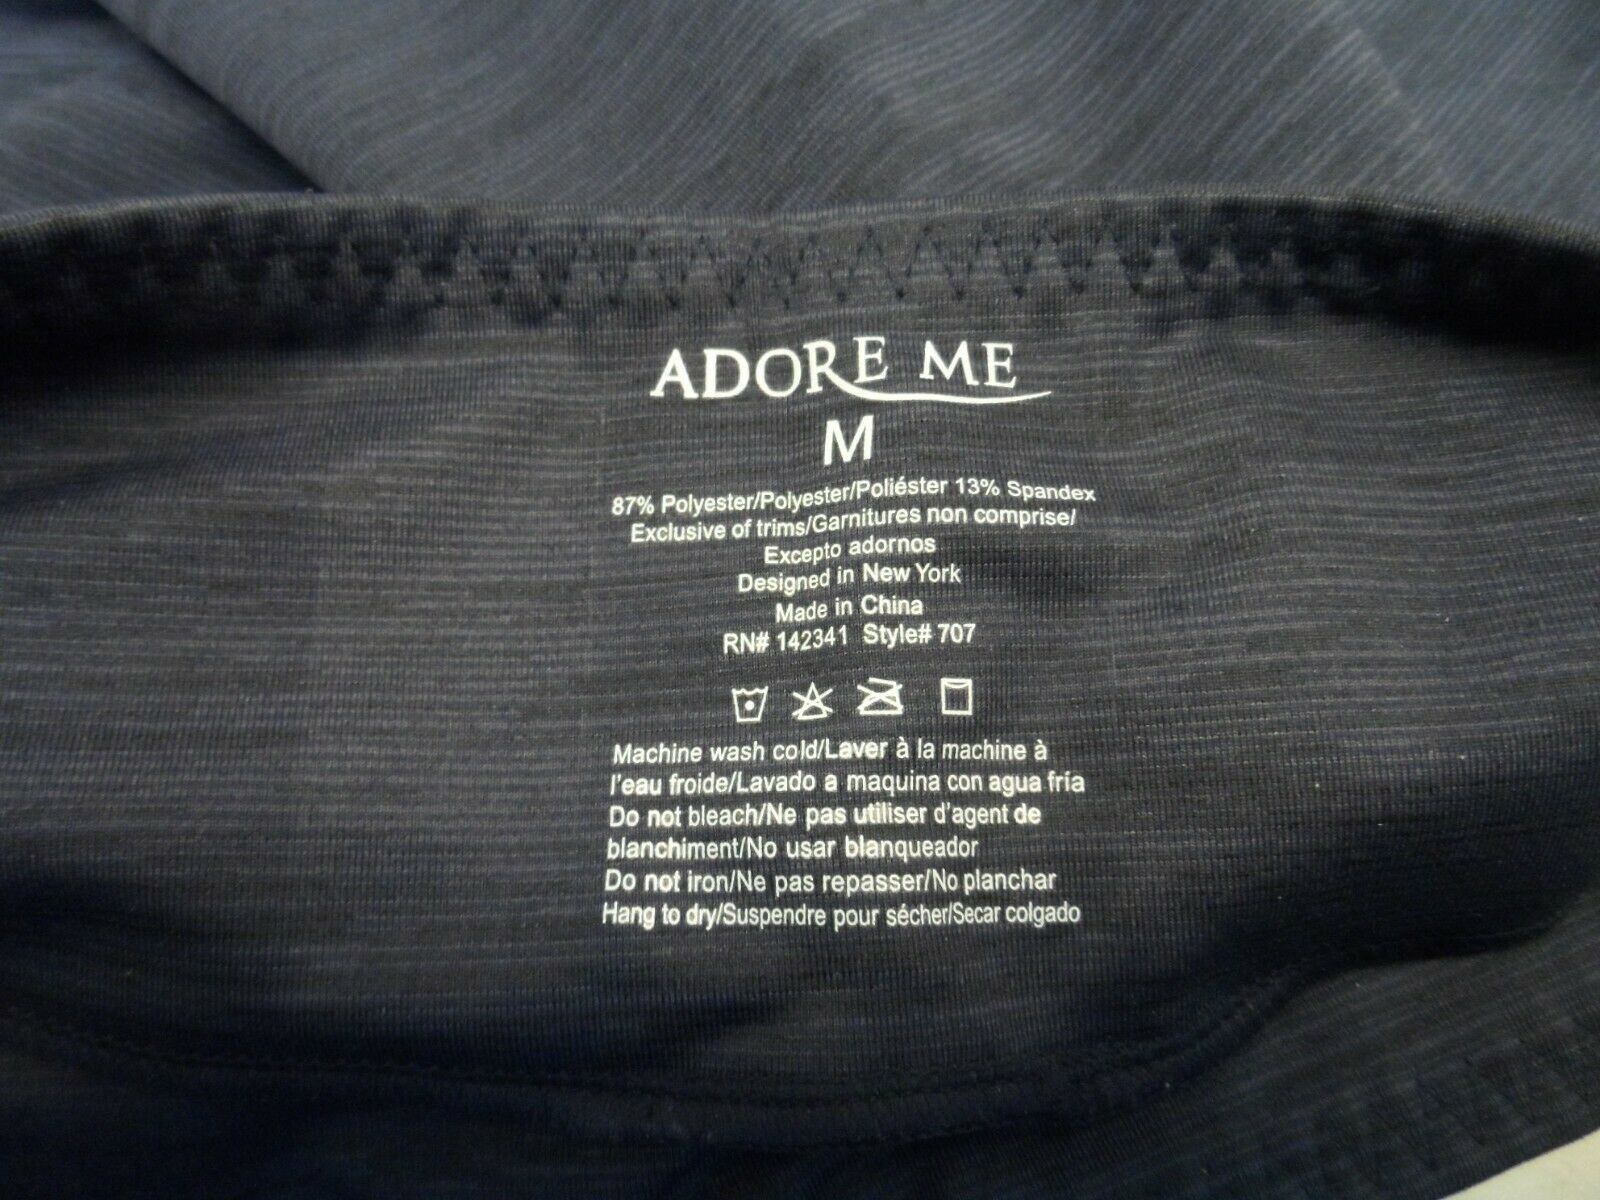 ADORE ME
M
87% Polyester/Polyester/Poliéster 13% Spandex
Exclusive of trims/Garnitures non comprise/
Excepto adornos
Designed in New York
Made in China
RN# 142341 Style# 707
Machine wash cold/Laver à la machine à
l'eau froide/Lavado a maquina con agua fría
Do not bleach/Ne pas utiliser d'agent de
blanchiment/No usar blanqueador
Do not iron/Ne pas repasser/No planchar
Hang to dry/Suspendre pour sécher/Secar colgado